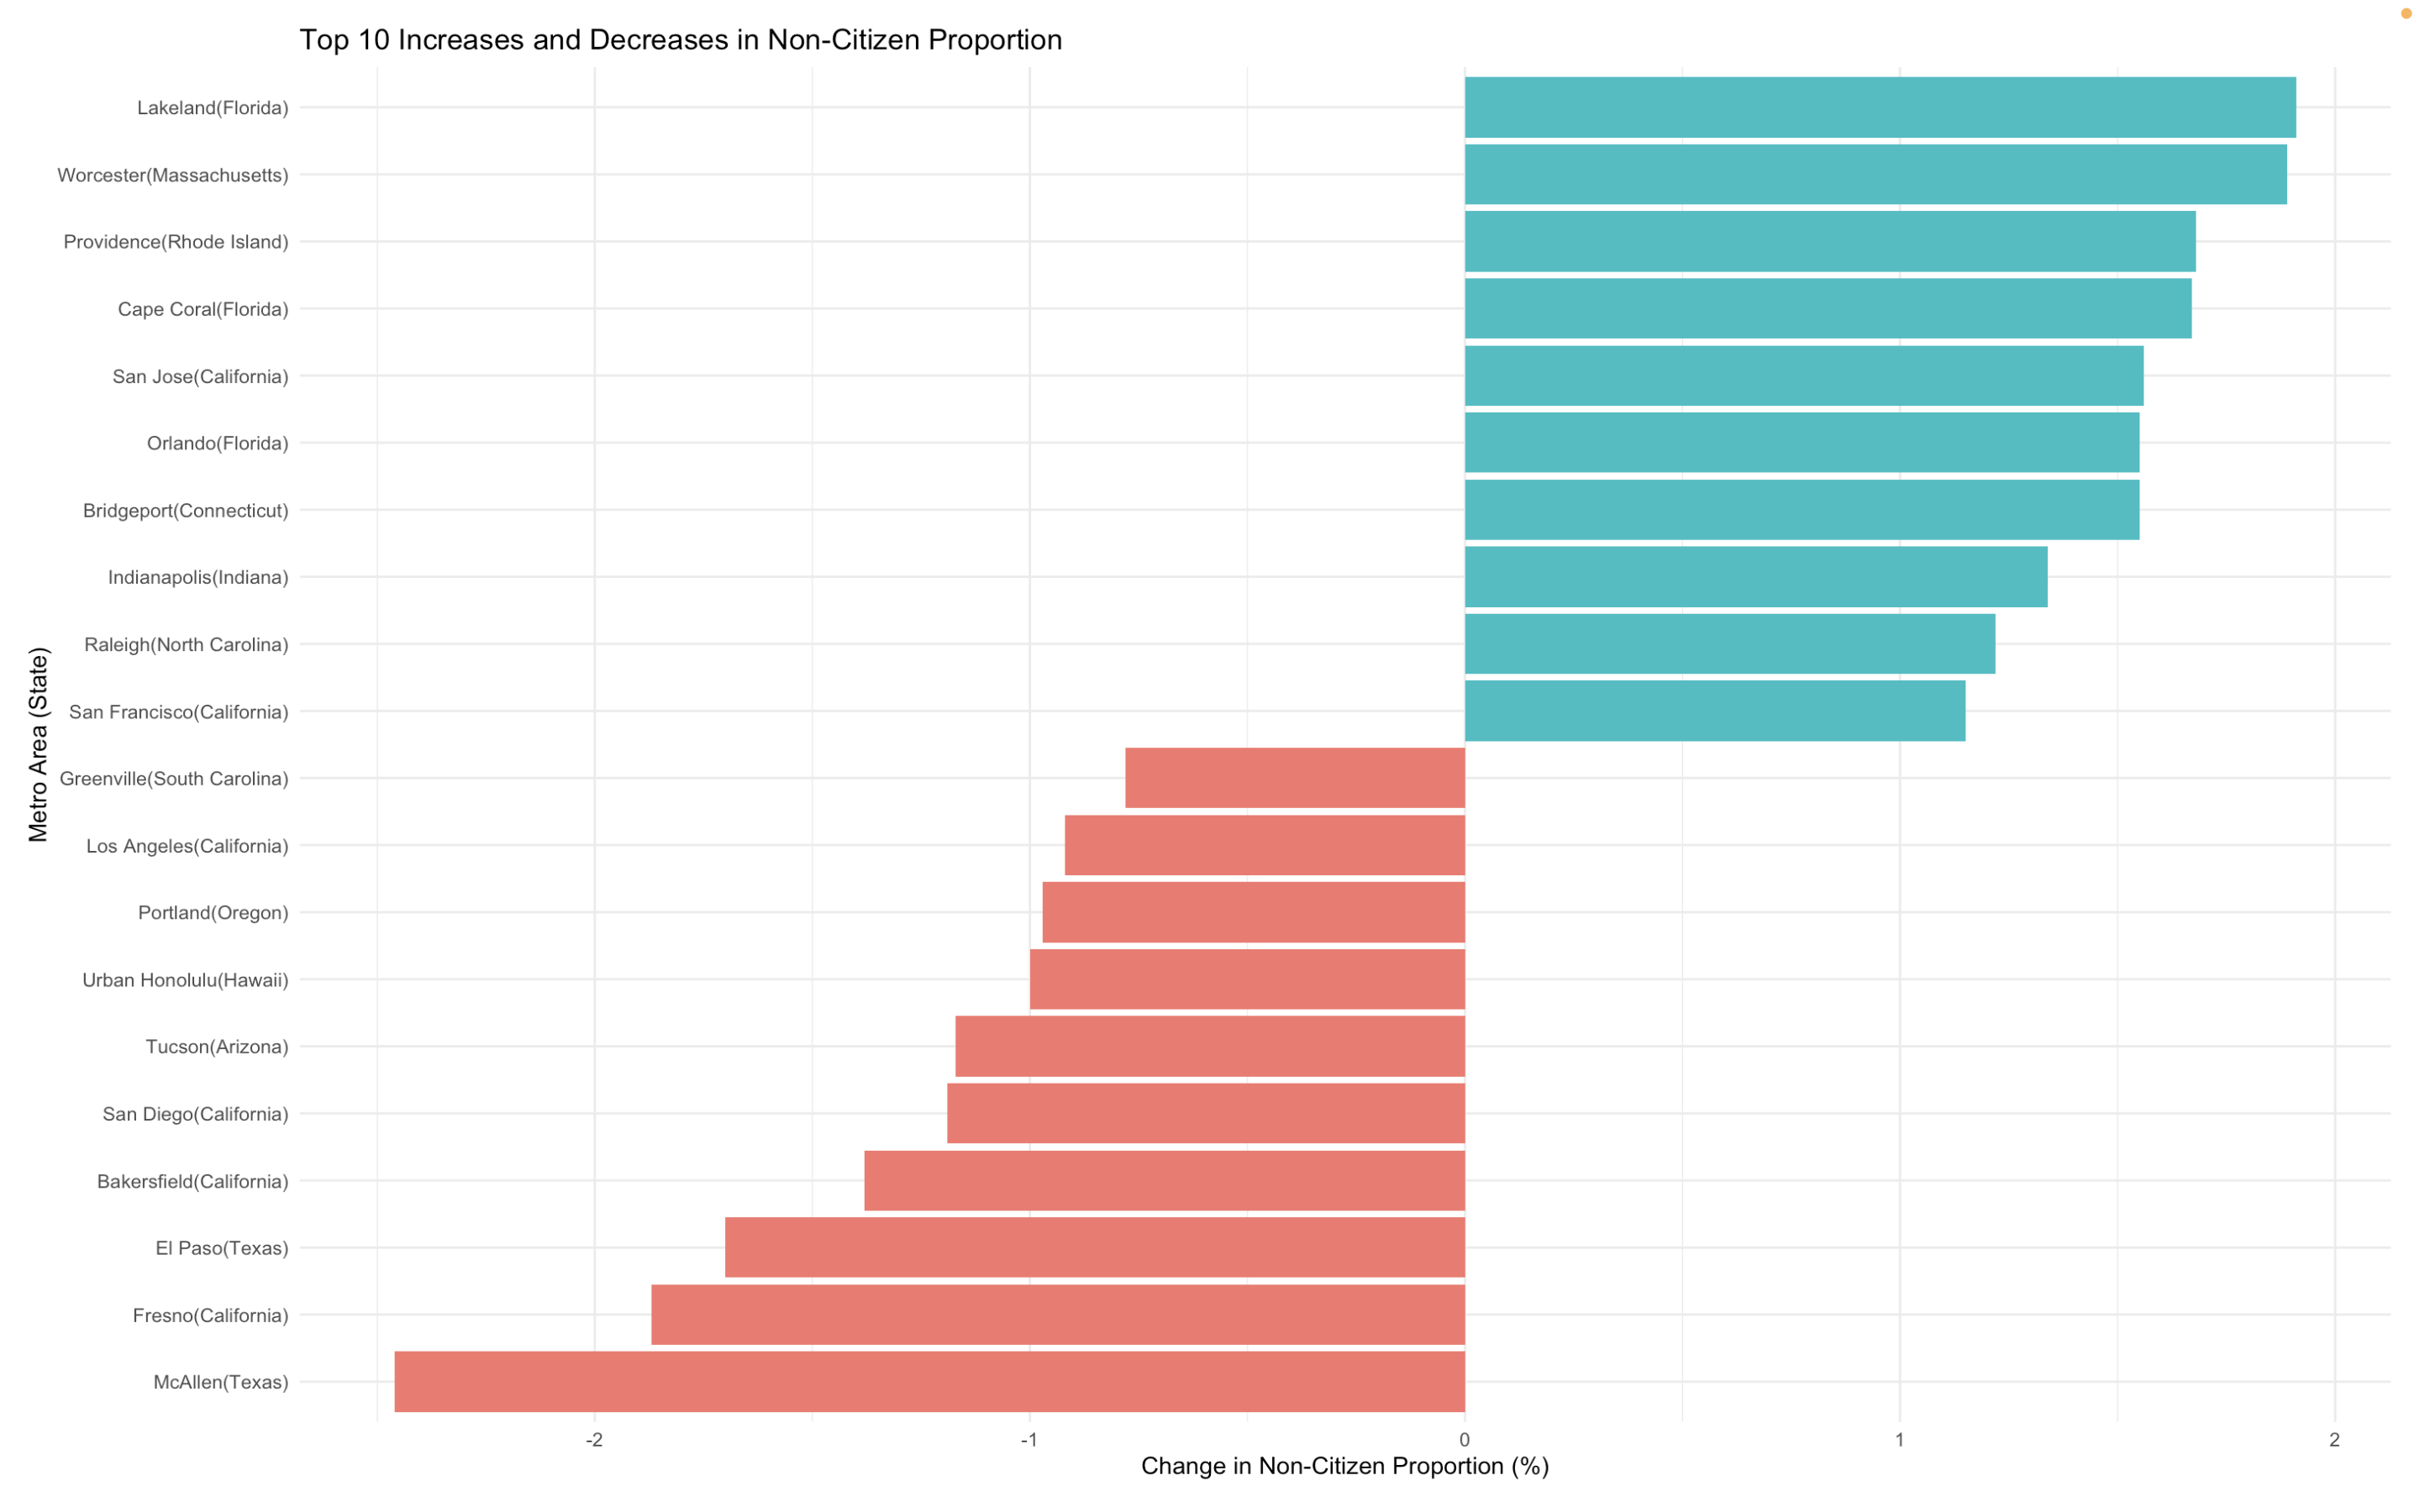 Top 10 Increases and Decreases in Non-Citizen Proportion
Metro Area (State)
Lakeland(Florida)
Worcester(Massachusetts)
Providence(Rhode Island)
Cape Coral(Florida)
San Jose(California)
Orlando(Florida)
Bridgeport(Connecticut)
Indianapolis(Indiana)
Raleigh(North Carolina)
San Francisco(California)
Greenville(South Carolina)
Los Angeles(California)
Portland(Oregon)
Urban Honolulu(Hawaii)
Tucson(Arizona)
San Diego(California)
Bakersfield(California)
El Paso(Texas)
Fresno(California)
McAllen(Texas)
-2 -1 0 1 2
Change in Non-Citizen Proportion (%)